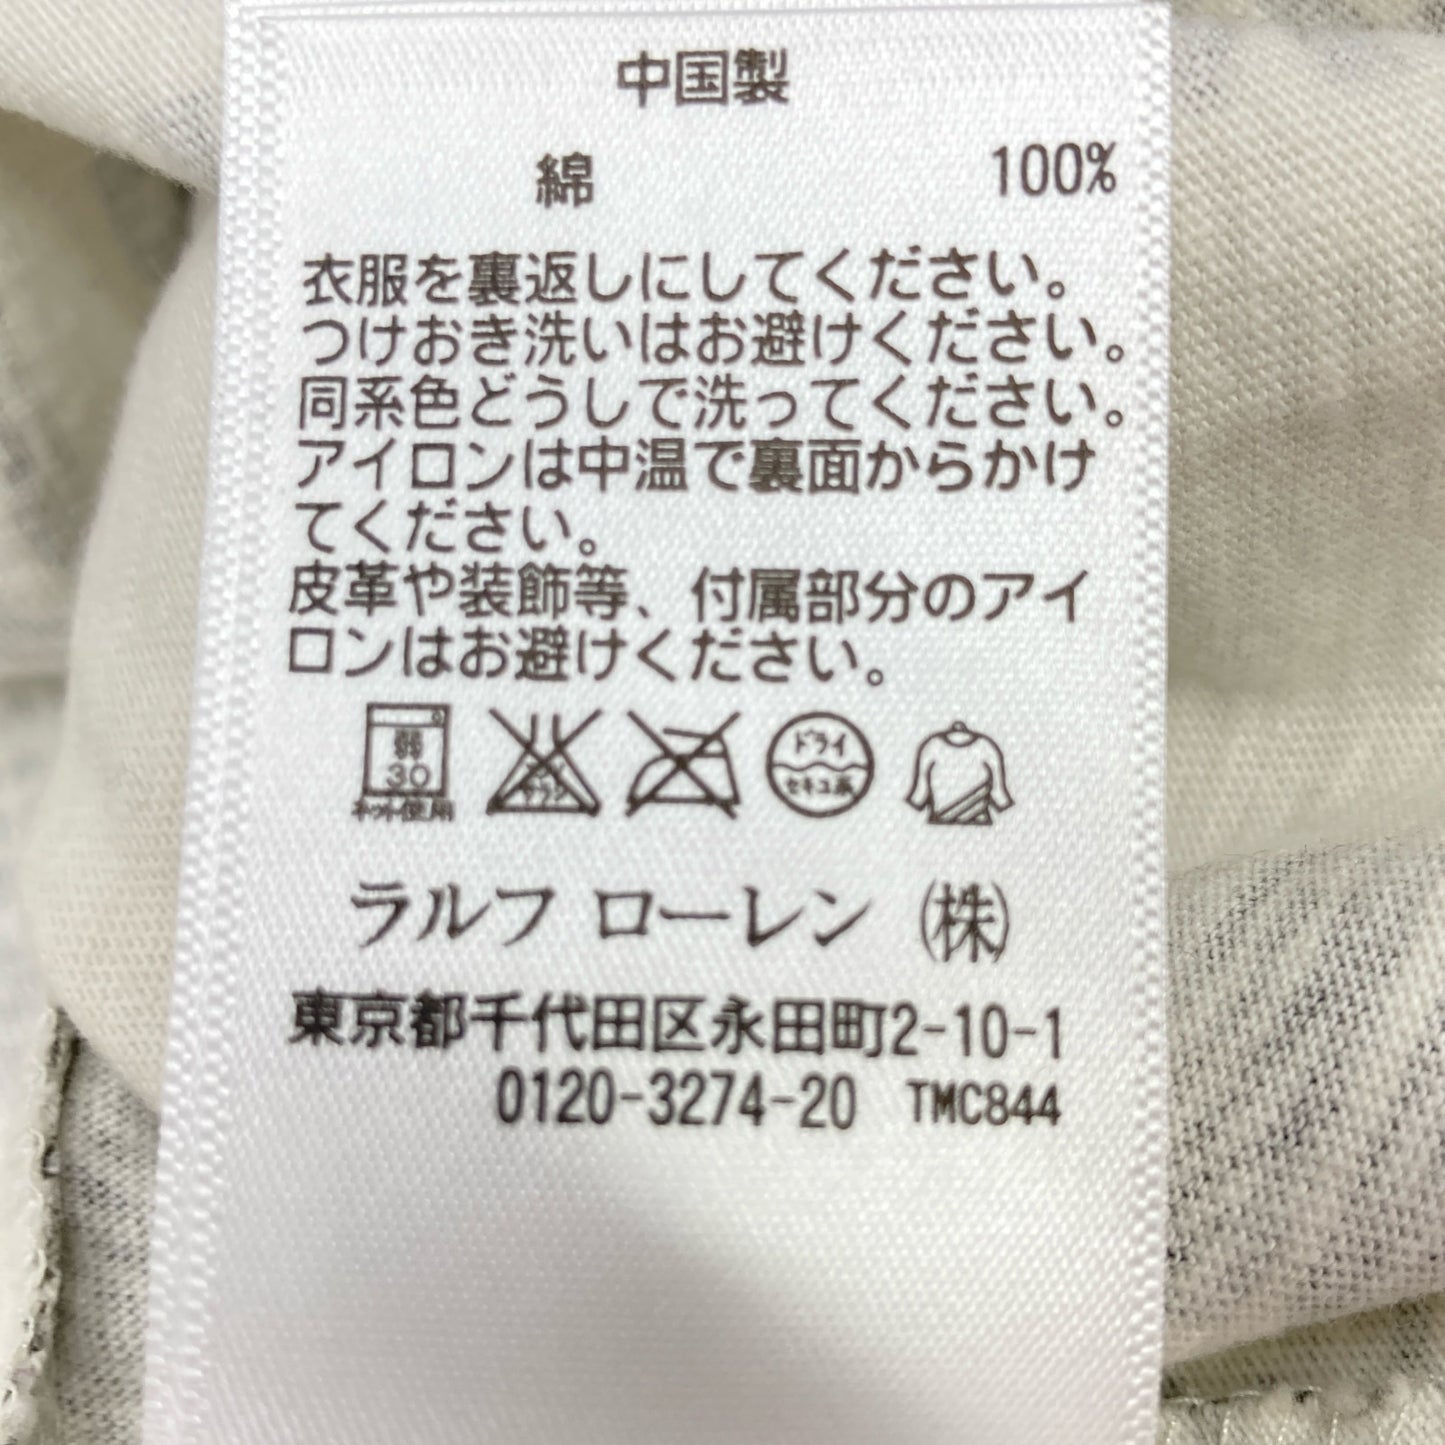 中国製
綿 100%
衣服を裏返しにしてください。
つけおき洗いはお避けください。
同系色どうしで洗ってください。
アイロンは中温で裏面からかけ
てください。
皮革や装飾等、付属部分のアイ
ロンはお避けください。
弱
30
ネット使用
エンソ
サラシ
ドライ
セキユ系
ラルフ ローレン (株)
東京都千代田区永田町2-10-1
0120-3274-20 TMC844